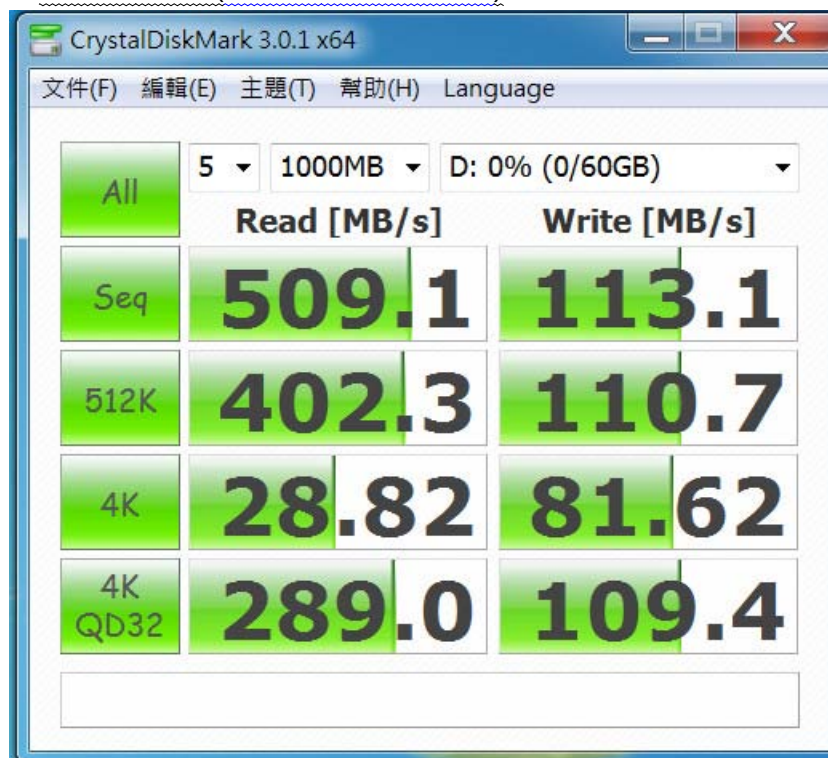 CrystalDiskMark 3.0.1 x64
文件(F) 編輯(E) 主題(T) 幫助(H) Language
All 5 1000MB D: 0% (0/60GB)
Read [MB/s] Write [MB/s]
Seq 509.1 113.1
512K 402.3 110.7
4K 28.82 81.62
4K QD32 289.0 109.4